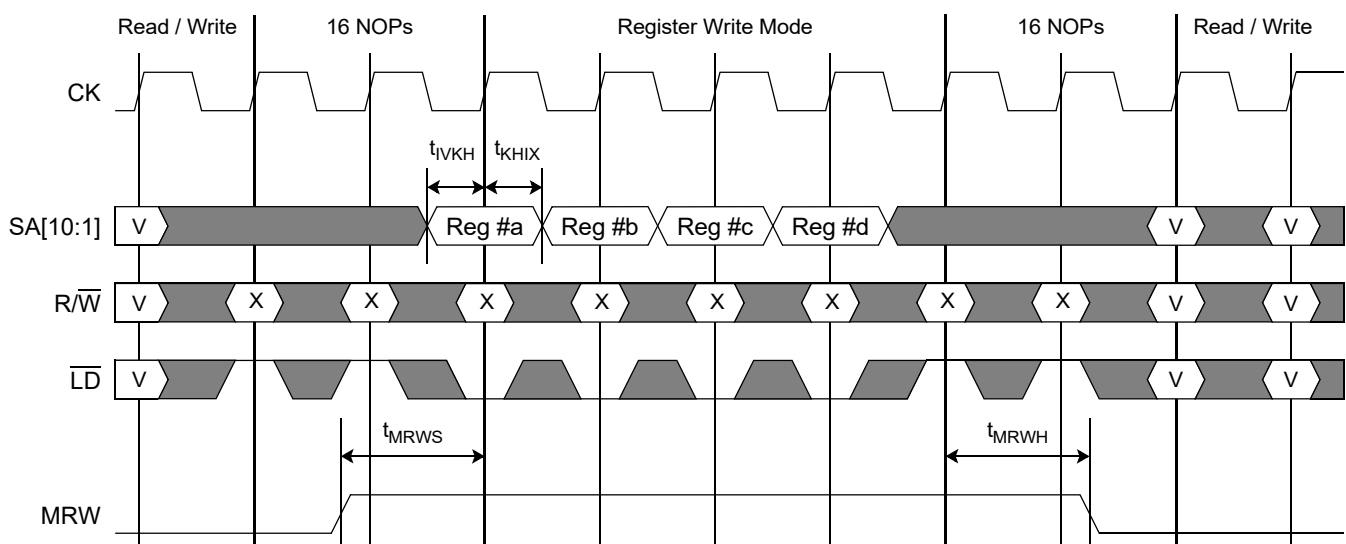 Read / Write 16 NOPs Register Write Mode 16 NOPs Read / Write
CK
tIVKH tKHIX
SA[10:1] V Reg #a Reg #b Reg #c Reg #d V V
R/W̅ V X X X X X X X X V V
L̅D̅ V V V
tMRWS tMRWH
MRW